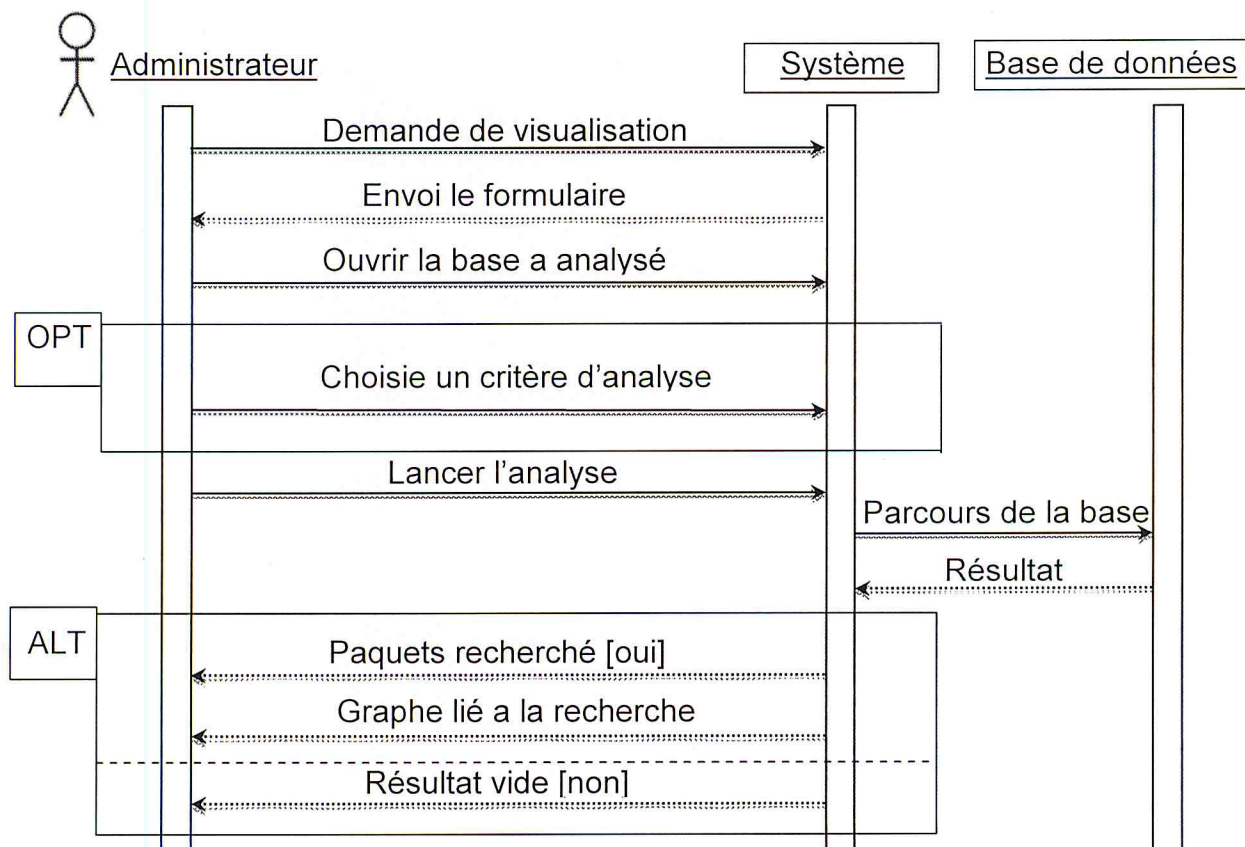 Administrateur
Système
Base de données
Demande de visualisation
Envoi le formulaire
Ouvrir la base a analysé
OPT
Choisie un critère d'analyse
Lancer l'analyse
Parcours de la base
Résultat
ALT
Paquets recherché [oui]
Graphe lié a la recherche
Résultat vide [non]